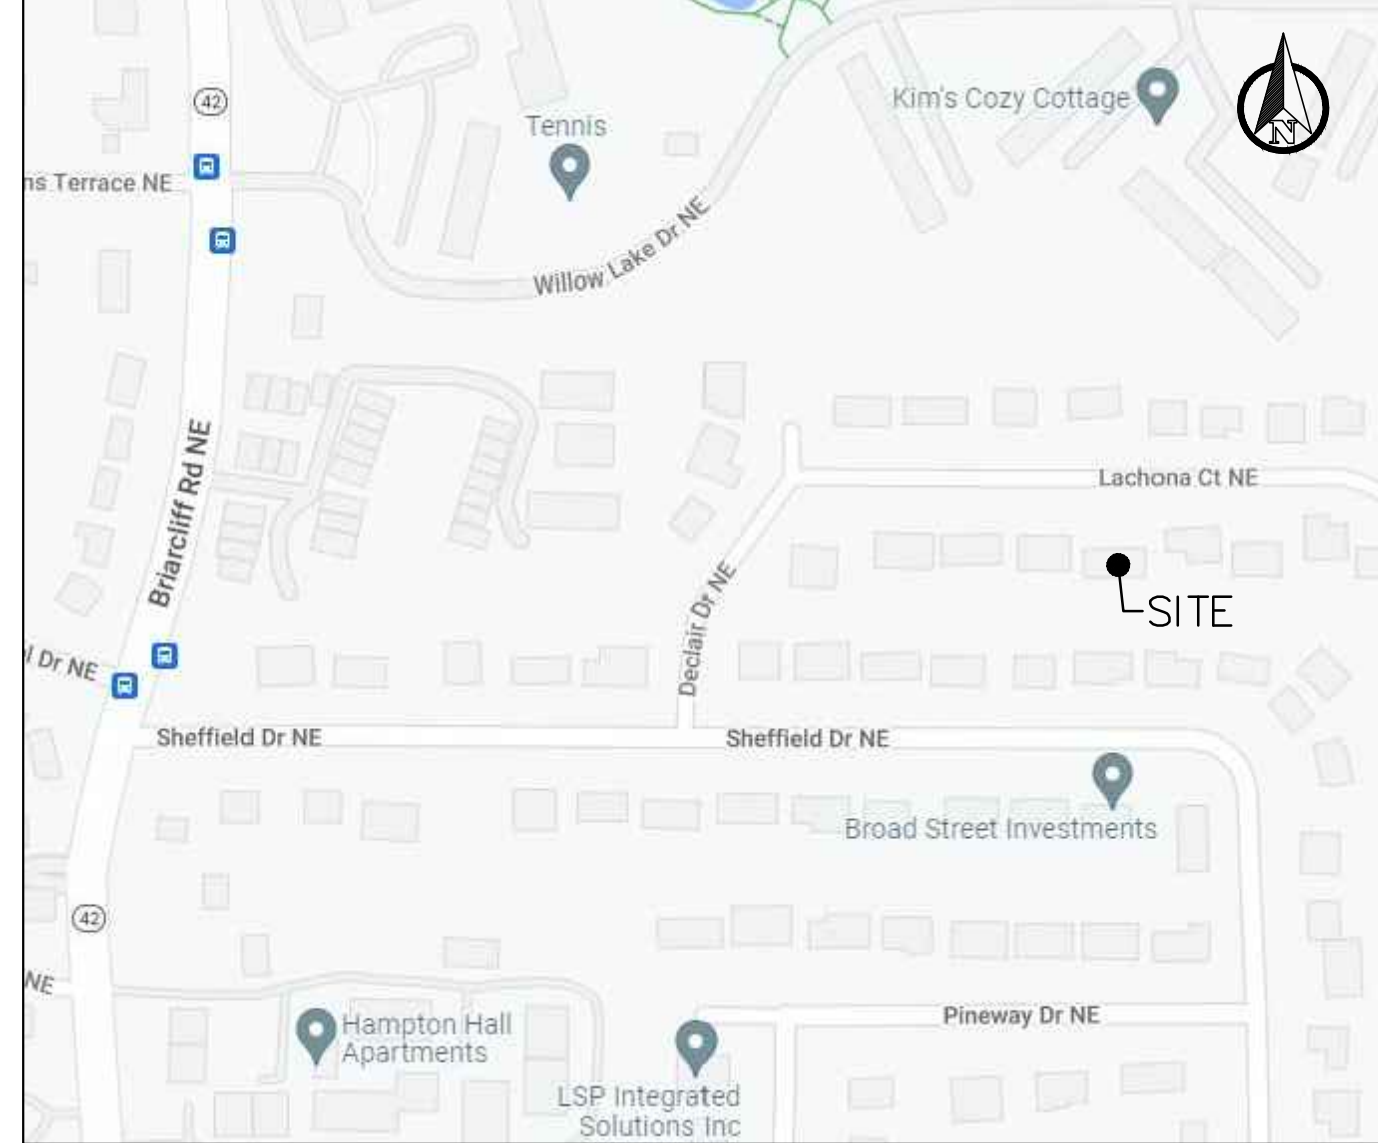 Kim's Cozy Cottage
N
42
Tennis
Terrace NE
Willow Lake Dr NE
Briarcliff Rd NE
Lachona Ct NE
Declair Dr NE
SITE
Dr NE
Sheffield Dr NE
Sheffield Dr NE
Broad Street Investments
42
NE
Hampton Hall
Apartments
Pineway Dr NE
LSP Integrated
Solutions Inc